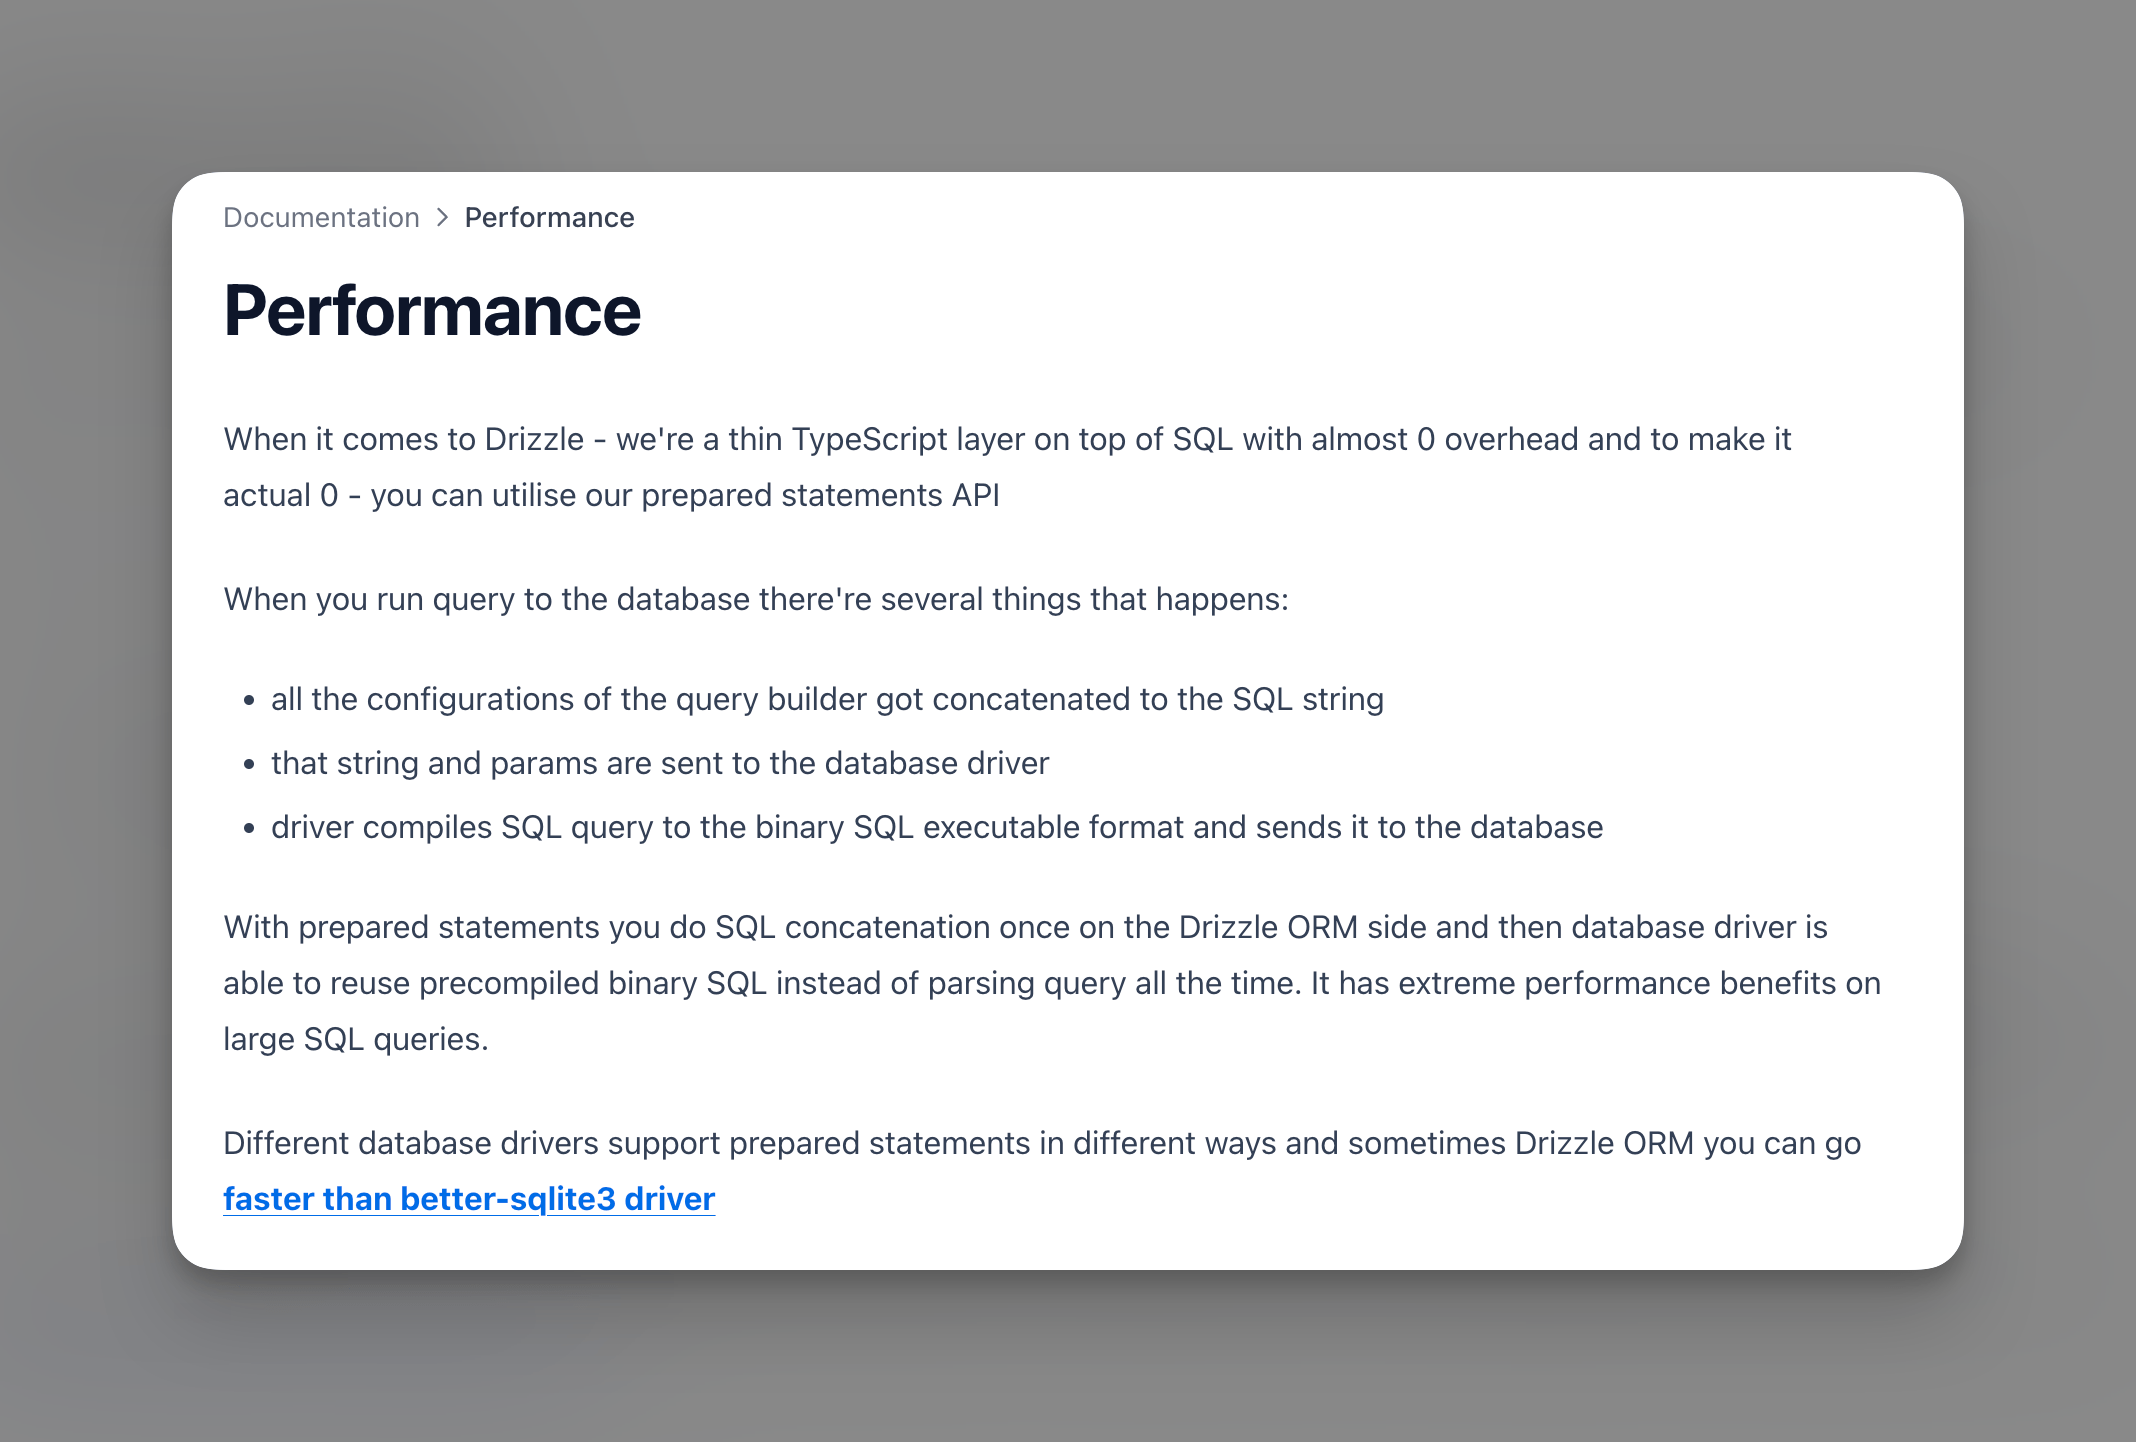 Documentation > Performance
Performance
When it comes to Drizzle - we're a thin TypeScript layer on top of SQL with almost 0 overhead and to make it
actual 0 - you can utilise our prepared statements API
When you run query to the database there're several things that happens:
• all the configurations of the query builder got concatenated to the SQL string
• that string and params are sent to the database driver
• driver compiles SQL query to the binary SQL executable format and sends it to the database
With prepared statements you do SQL concatenation once on the Drizzle ORM side and then database driver is
able to reuse precompiled binary SQL instead of parsing query all the time. It has extreme performance benefits on
large SQL queries.
Different database drivers support prepared statements in different ways and sometimes Drizzle ORM you can go
faster than better-sqlite3 driver